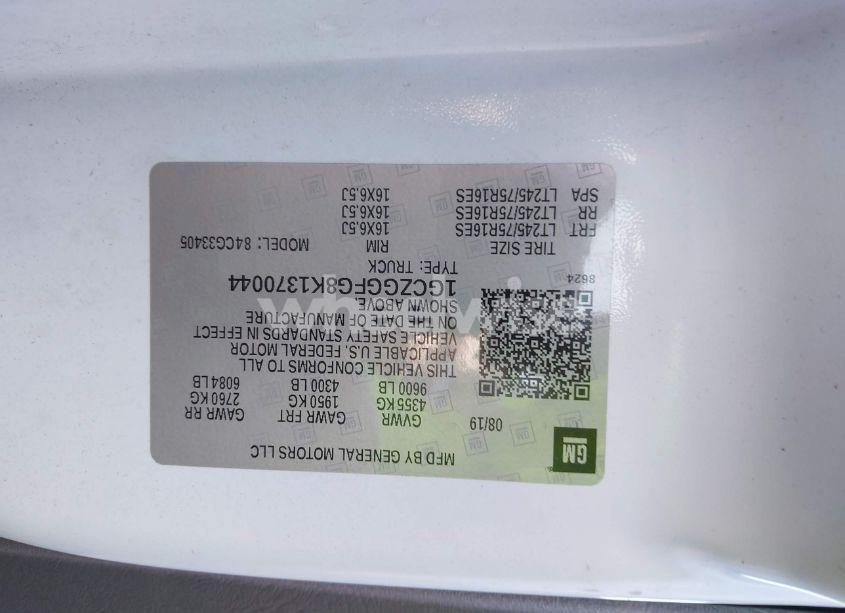 GM
MFD BY GENERAL MOTORS LLC
08/19
GVWR GAWR FRT GAWR RR
4355 KG 1950 KG 2760 KG
9600 LB 4300 LB 6084 LB
THIS VEHICLE CONFORMS TO ALL
APPLICABLE U.S. FEDERAL MOTOR
VEHICLE SAFETY STANDARDS IN EFFECT
ON THE DATE OF MANUFACTURE
SHOWN ABOVE.
1GCZGGFG8K1370044
8624
TYPE: TRUCK
TIRE SIZE RIM MODEL: 84CG33405
FRT LT245/75R16ES 16X6.5J
RR LT245/75R16ES 16X6.5J
SPA LT245/75R16ES 16X6.5J